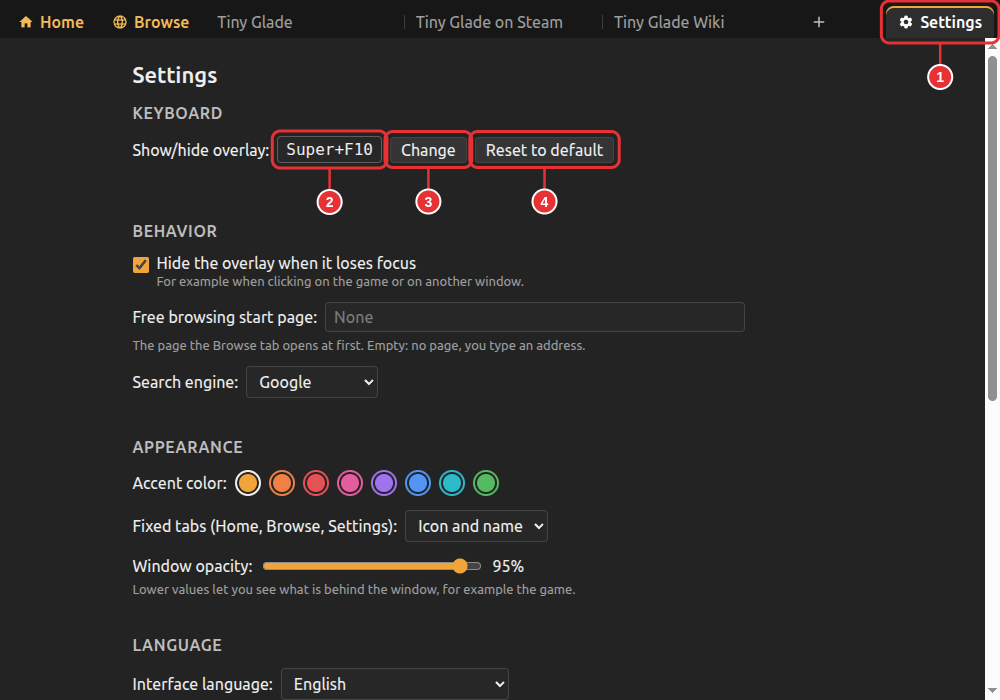 Home Browse Tiny Glade Tiny Glade on Steam Tiny Glade Wiki + Settings
1
Settings
KEYBOARD
Show/hide overlay: Super+F10 Change Reset to default
2 3 4
BEHAVIOR
Hide the overlay when it loses focus
For example when clicking on the game or on another window.
Free browsing start page: None
The page the Browse tab opens at first. Empty: no page, you type an address.
Search engine: Google
APPEARANCE
Accent color:
Fixed tabs (Home, Browse, Settings): Icon and name
Window opacity: 95%
Lower values let you see what is behind the window, for example the game.
LANGUAGE
Interface language: English